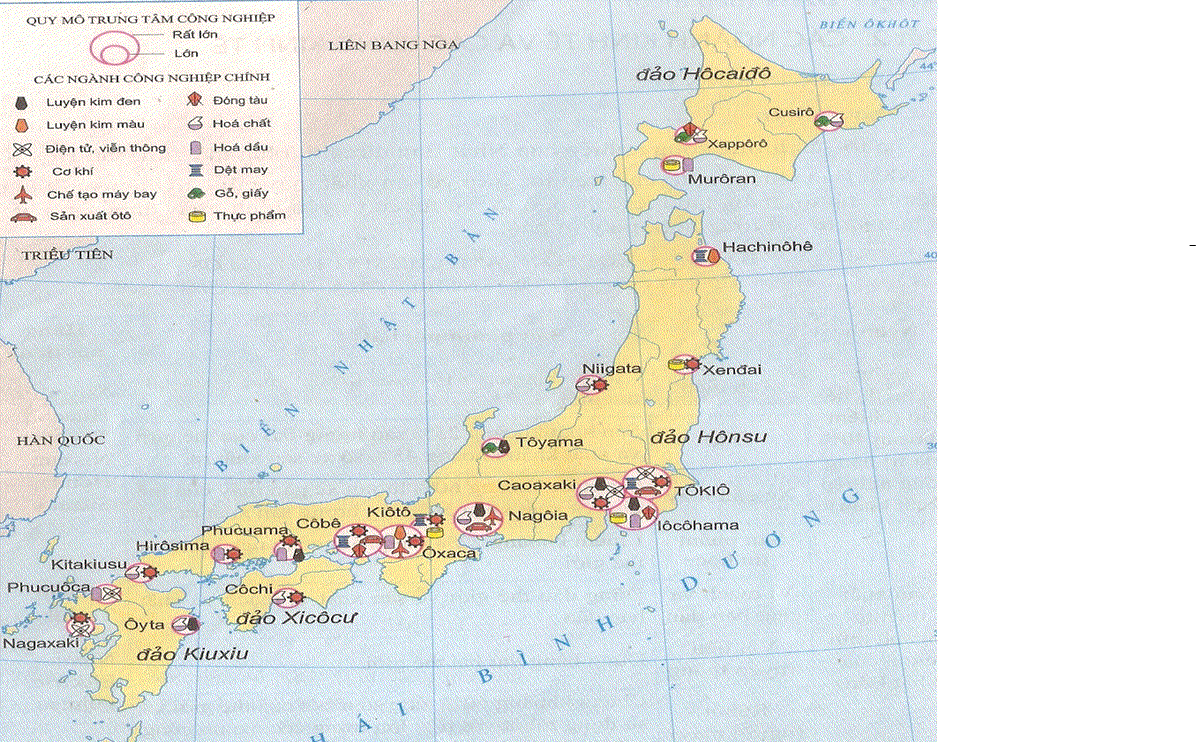 QUY MÔ TRUNG TÂM CÔNG NGHIỆP
Rất lớn
Lớn
CÁC NGÀNH CÔNG NGHIỆP CHÍNH
Luyện kim đen
Đóng tàu
Luyện kim màu
Hoá chất
Điện tử, viễn thông
Hoá dầu
Cơ khí
Dệt may
Chế tạo máy bay
Gỗ, giấy
Sản xuất ôtô
Thực phẩm
BIỂN ÔKHỐT
LIÊN BANG NGA
44°
đảo Hôcaiđô
Cusirô
Xappôrô
Murôran
TRIỀU TIÊN
Hachinôhê
40
BIỂN NHẬT BẢN
Niigata
Xenđai
HÀN QUỐC
Tôyama
đảo Hônsu
Caoaxaki
TÔKIÔ
Kiôtô
Nagôia
Iôcôhama
Phucuama
Côbê
Hirôsima
Ôxaca
Kitakiusu
Phucuôca
Côchi
đảo Xicôcư
Ôyta
Nagaxaki
đảo Kiuxiu
THÁI BÌNH DƯƠNG